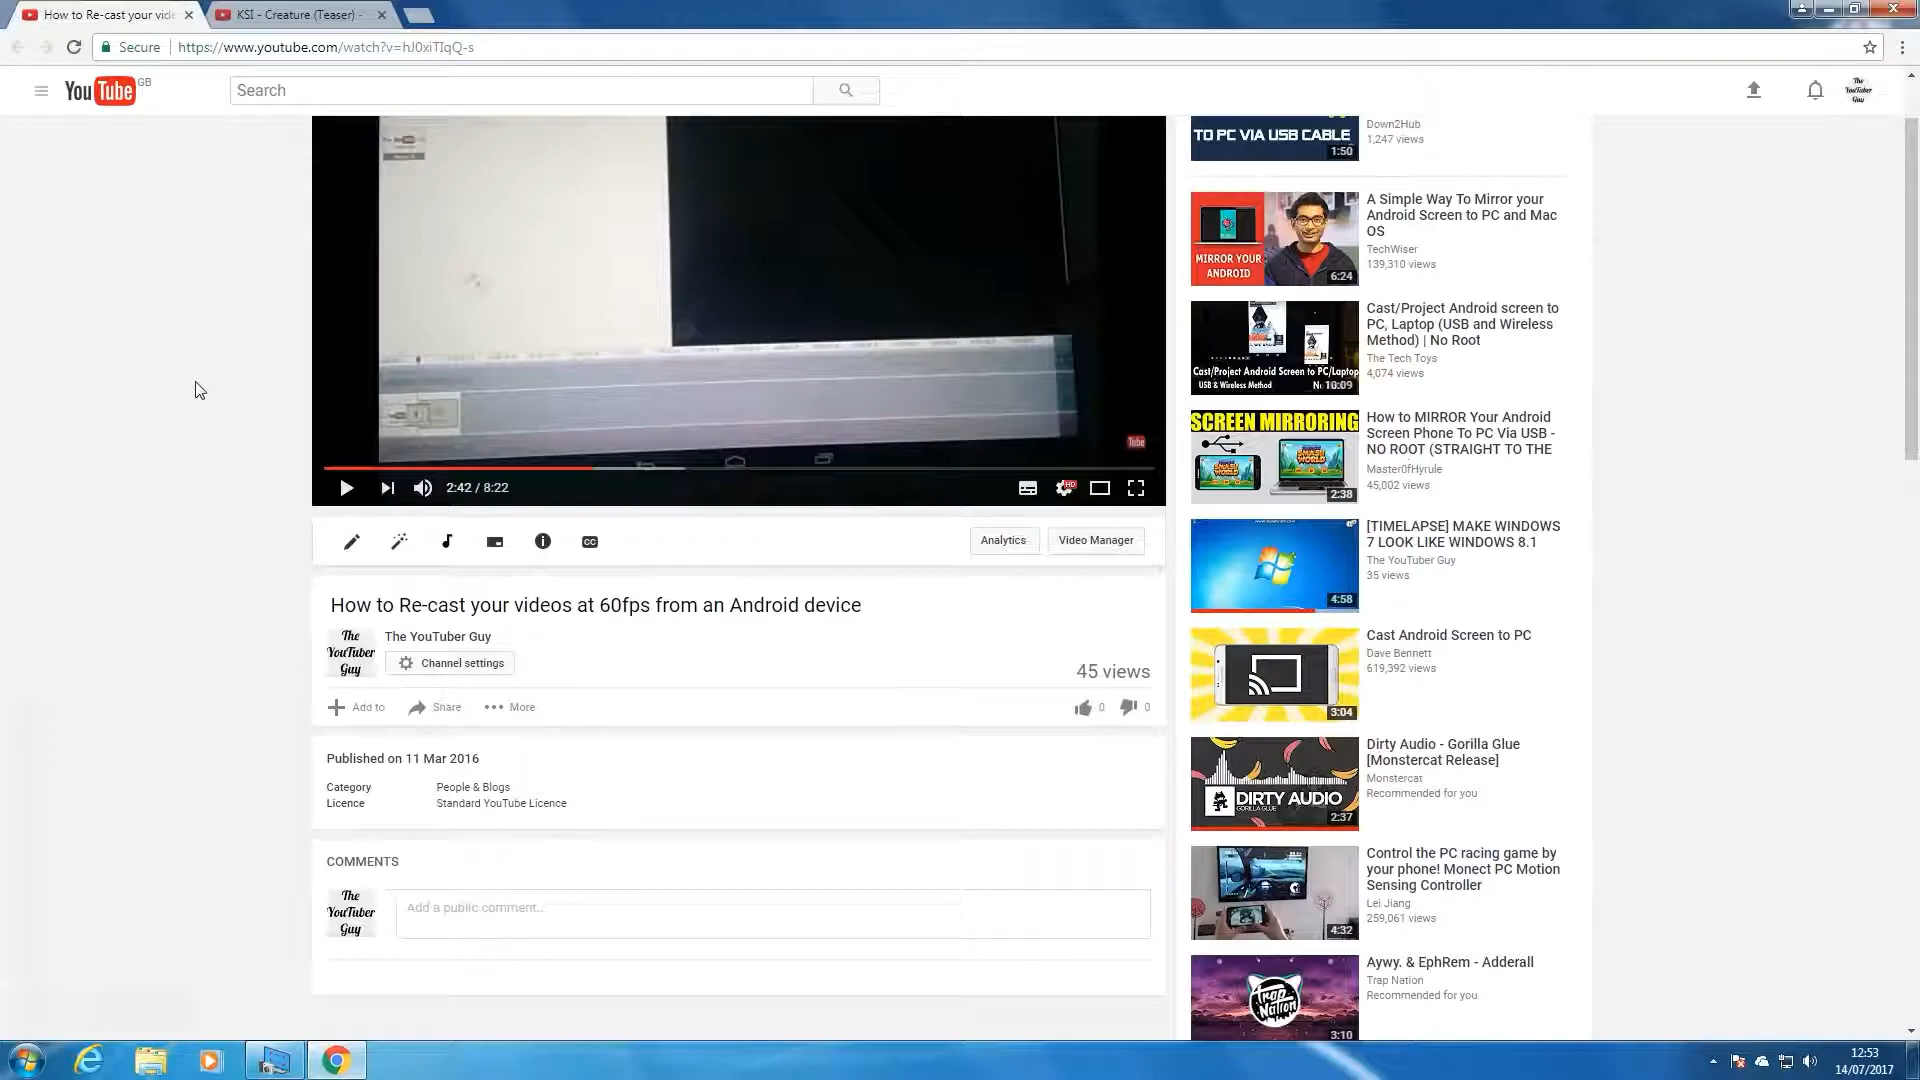 How to Re-cast your vide
KSI - Creature (Teaser) -
Secure
https://www.youtube.com/watch?v=hJ0xiTIqQ-s
YouTube GB
Search
The YouTuber Guy
TO PC VIA USB CABLE
1:50
Down2Hub
1,247 views
MIRROR YOUR
ANDROID
6:24
A Simple Way To Mirror your
Android Screen to PC and Mac
OS
TechWiser
139,310 views
Cast/Project Android screen to PC/Laptop
USB & Wireless Method
10:09
Cast/Project Android screen to
PC, Laptop (USB and Wireless
Method) | No Root
The Tech Toys
4,074 views
SCREEN MIRRORING
2:38
How to MIRROR Your Android
Screen Phone To PC Via USB -
NO ROOT (STRAIGHT TO THE
Master0fHyrule
45,002 views
Tube
2:42 / 8:22
HD
CC
Analytics
Video Manager
4:58
[TIMELAPSE] MAKE WINDOWS
7 LOOK LIKE WINDOWS 8.1
The YouTuber Guy
35 views
How to Re-cast your videos at 60fps from an Android device
The
YouTuber
Guy
The YouTuber Guy
Channel settings
45 views
Add to
Share
More
0
0
3:04
Cast Android Screen to PC
Dave Bennett
619,392 views
Published on 11 Mar 2016
Category People & Blogs
Licence Standard YouTube Licence
DIRTY AUDIO
GORILLA GLUE
2:37
Dirty Audio - Gorilla Glue
[Monstercat Release]
Monstercat
Recommended for you
COMMENTS
The
YouTuber
Guy
Add a public comment..
4:32
Control the PC racing game by
your phone! Monect PC Motion
Sensing Controller
Lei Jiang
259,061 views
Trap
Nation
3:10
Aywy. & EphRem - Adderall
Trap Nation
Recommended for you
12:53
14/07/2017